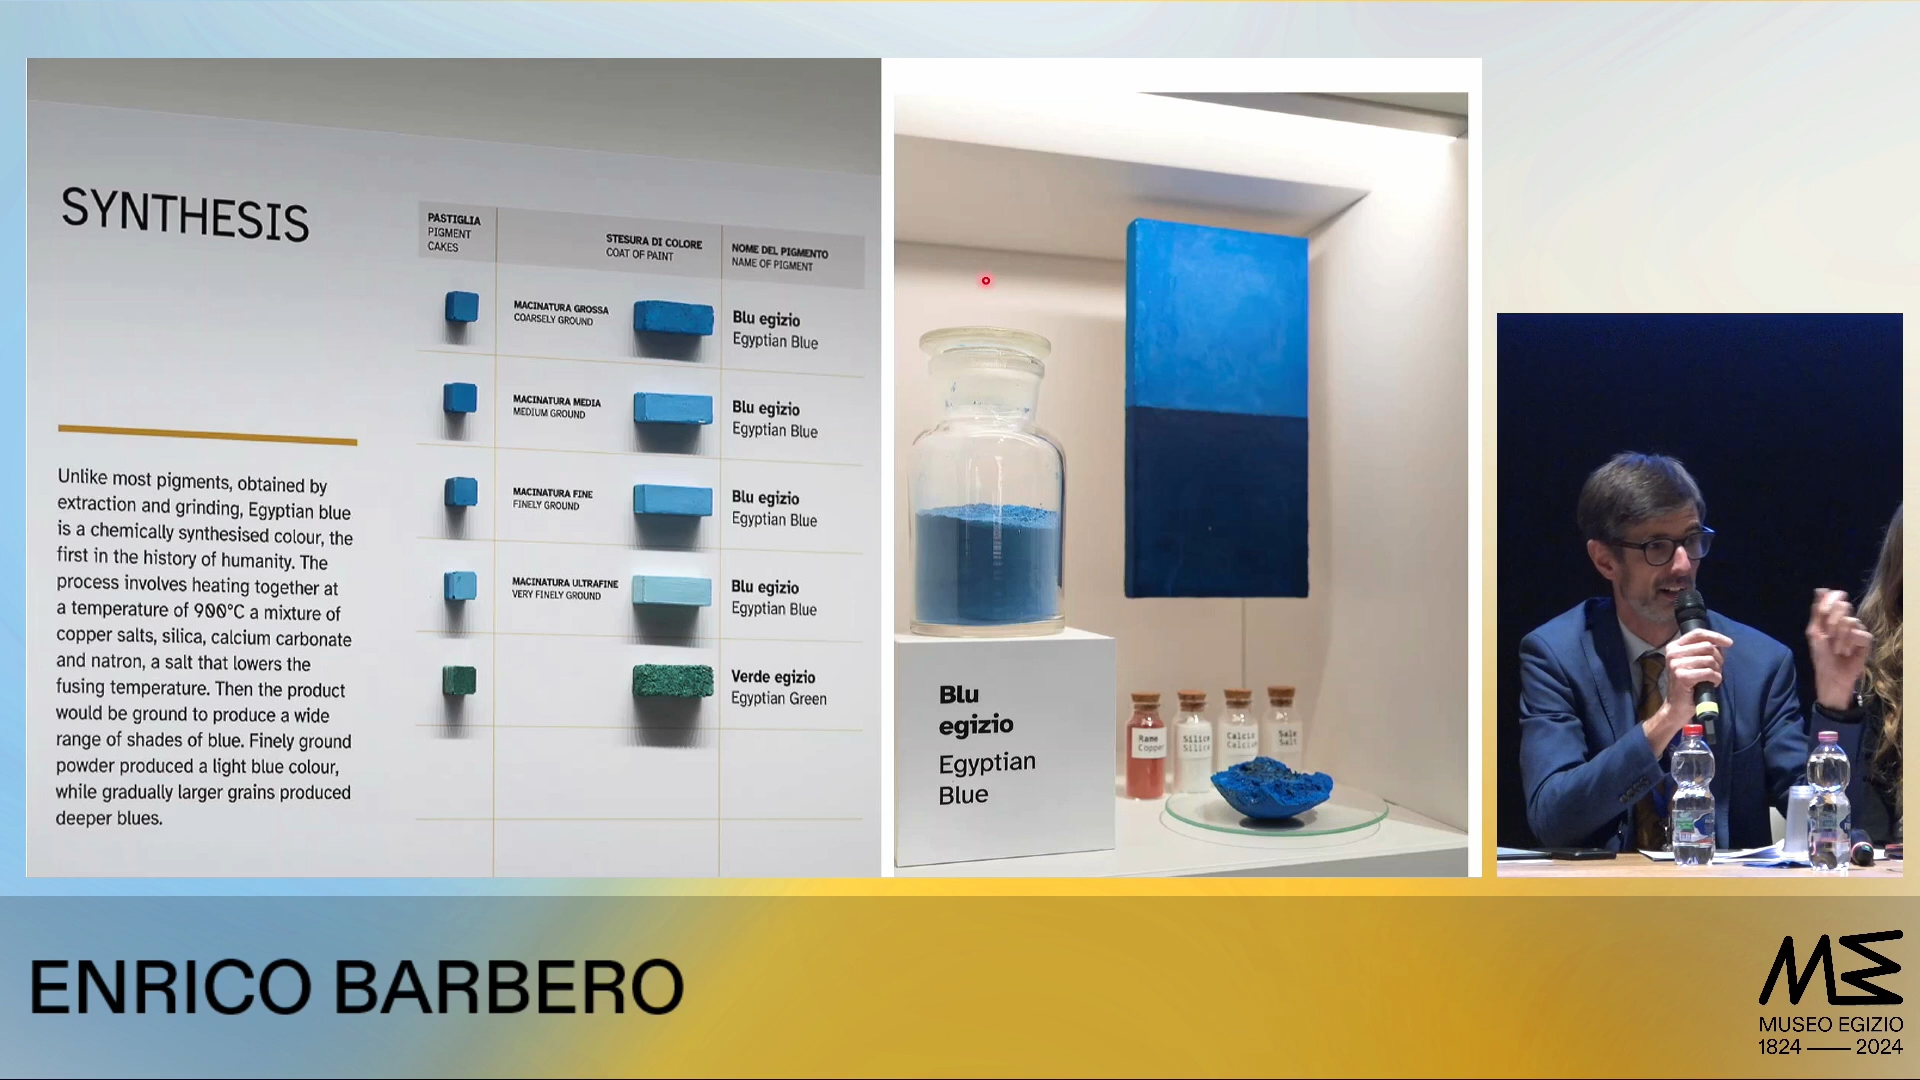 SYNTHESIS
Unlike most pigments, obtained by
extraction and grinding, Egyptian blue
is a chemically synthesised colour, the
first in the history of humanity. The
process involves heating together at
a temperature of 900°C a mixture of
copper salts, silica, calcium carbonate
and natron, a salt that lowers the
fusing temperature. Then the product
would be ground to produce a wide
range of shades of blue. Finely ground
powder produced a light blue colour,
while gradually larger grains produced
deeper blues.
PASTIGLIA
PIGMENT
CAKES
STESURA DI COLORE
COAT OF PAINT
NOME DEL PIGMENTO
NAME OF PIGMENT
MACINATURA GROSSA
COARSELY GROUND
Blu egizio
Egyptian Blue
MACINATURA MEDIA
MEDIUM GROUND
Blu egizio
Egyptian Blue
MACINATURA FINE
FINELY GROUND
Blu egizio
Egyptian Blue
MACINATURA ULTRAFINE
VERY FINELY GROUND
Blu egizio
Egyptian Blue
Verde egizio
Egyptian Green
Blu
egizio
Egyptian
Blue
Rame
Copper
Silice
Silica
Calcio
Calcium
Sale
Salt
ENRICO BARBERO
ME
MUSEO EGIZIO
1824 — 2024